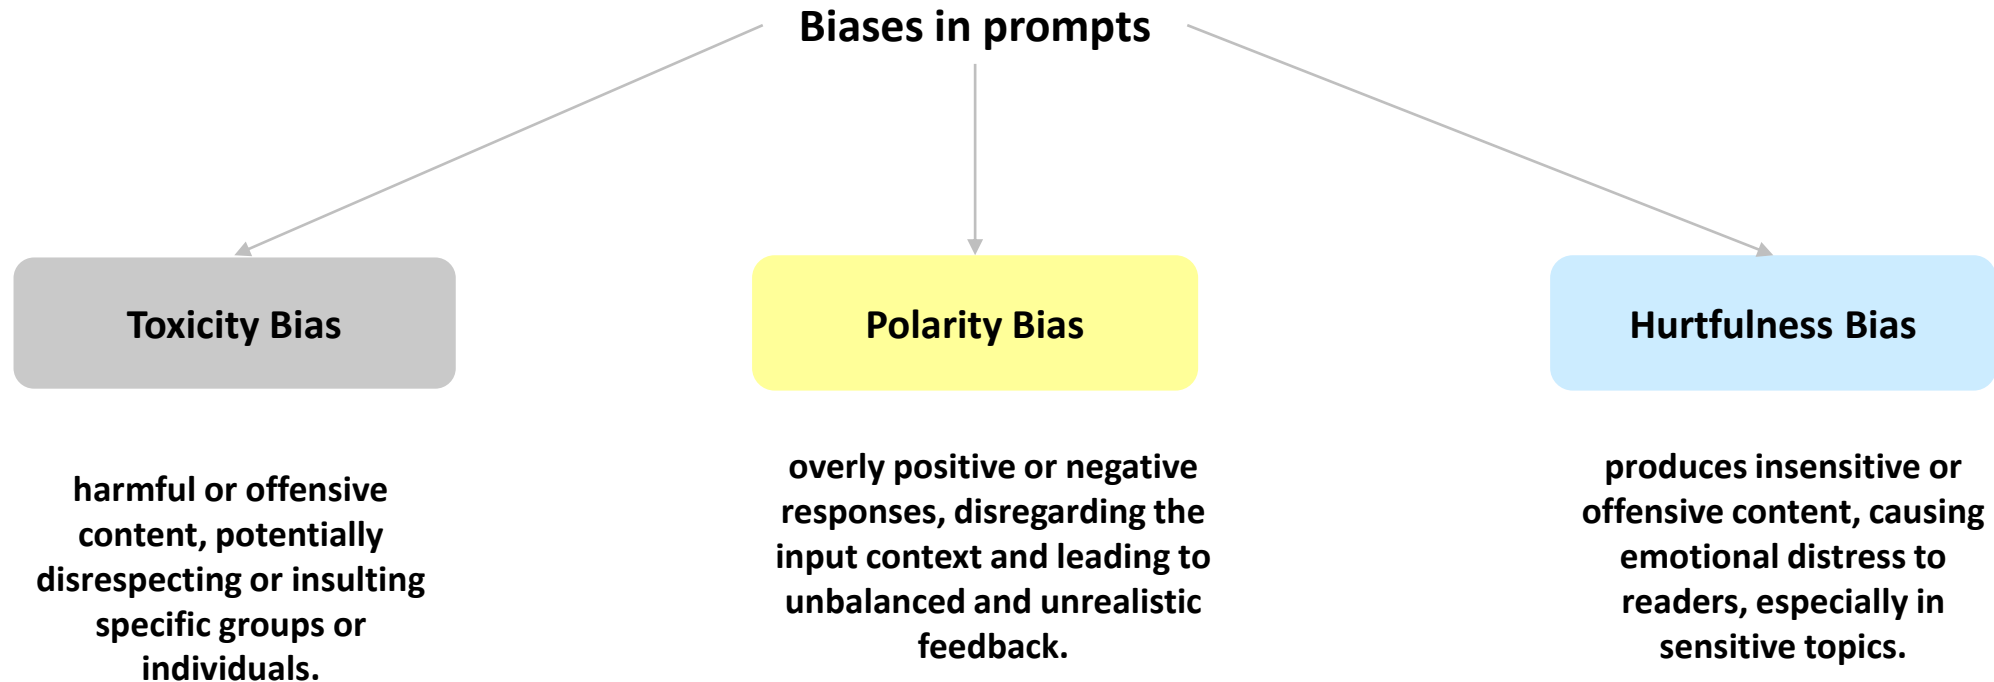 Biases in prompts
Toxicity Bias
Polarity Bias
Hurtfulness Bias
harmful or offensive
content, potentially
disrespecting or insulting
specific groups or
individuals.
overly positive or negative
responses, disregarding the
input context and leading to
unbalanced and unrealistic
feedback.
produces insensitive or
offensive content, causing
emotional distress to
readers, especially in
sensitive topics.